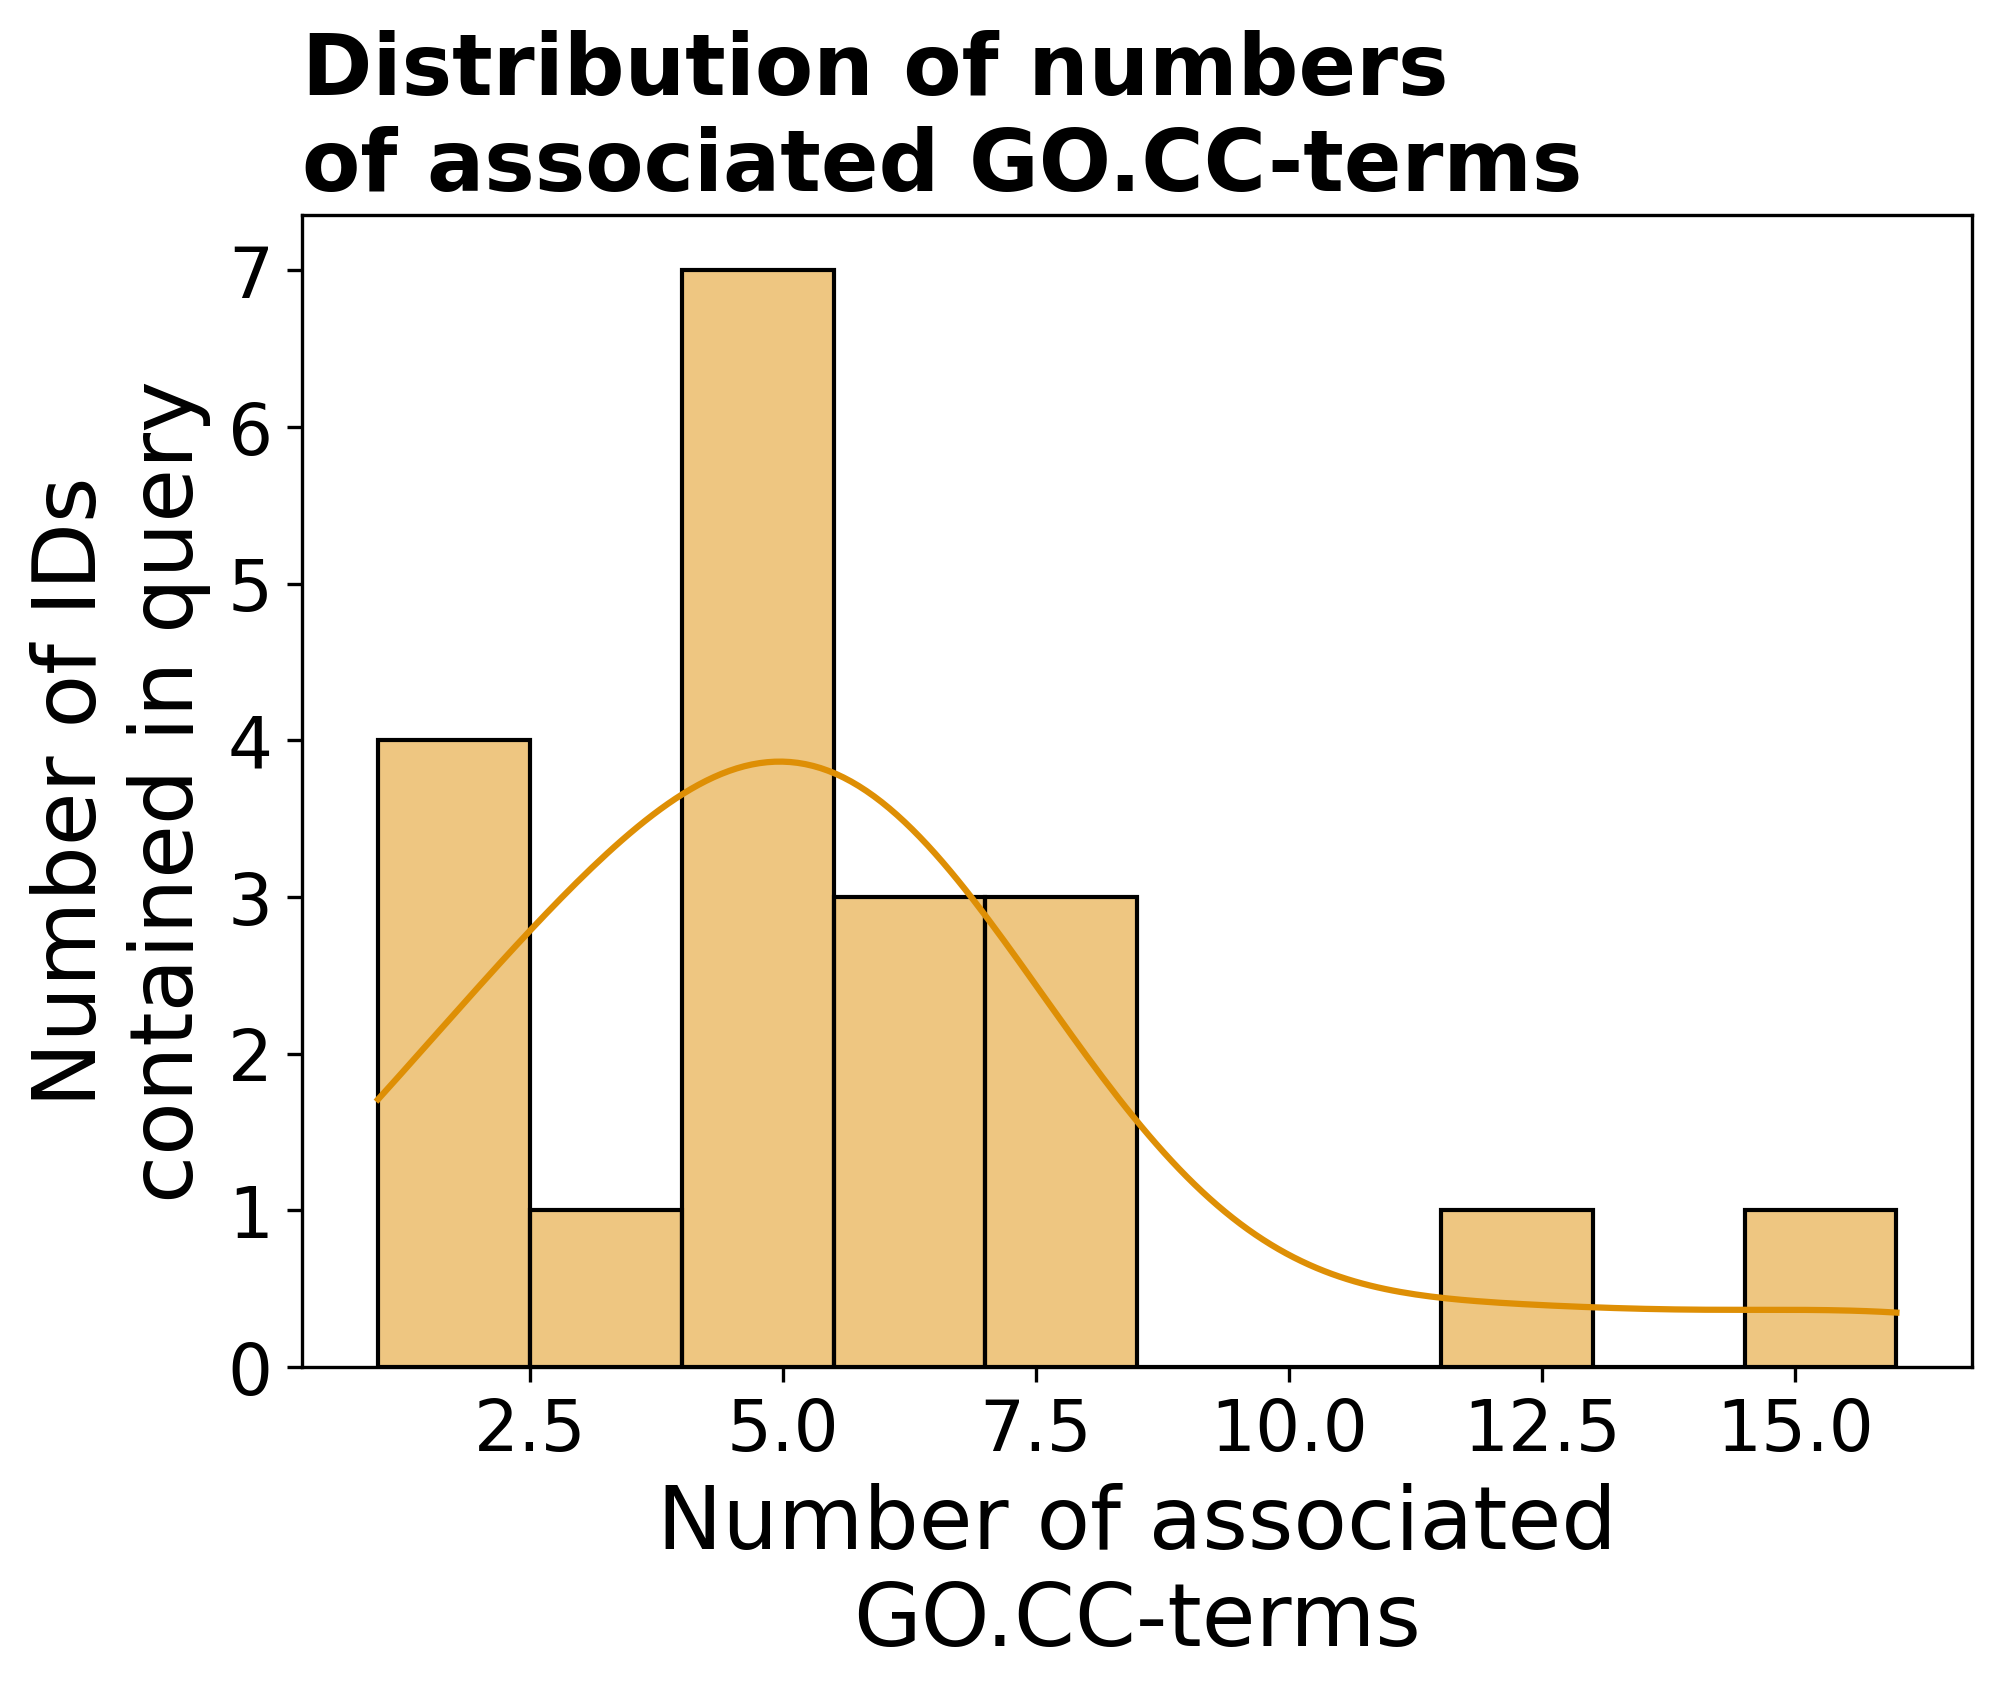 Distribution of numbers
of associated GO.CC-terms
Number of IDs
contained in query
7
6
5
4
3
2
1
0
2.5 5.0 7.5 10.0 12.5 15.0
Number of associated
GO.CC-terms